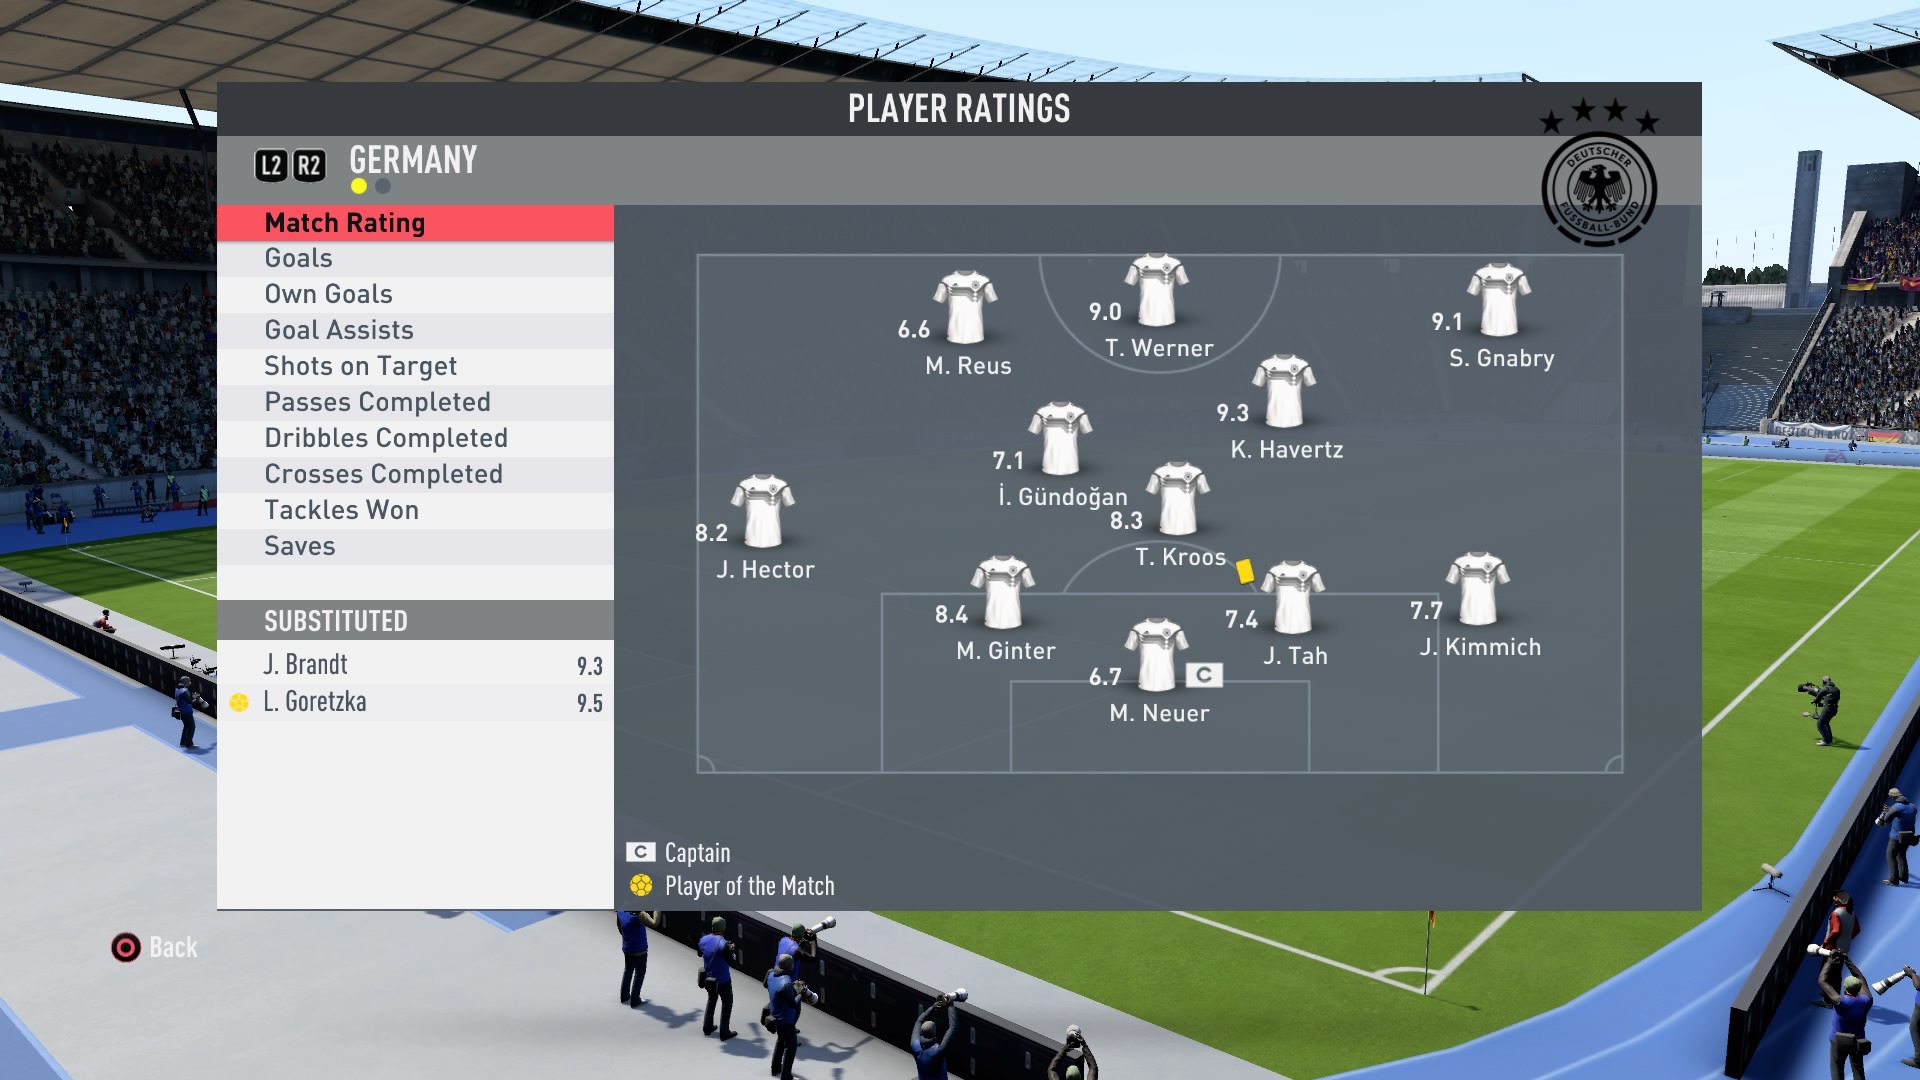 PLAYER RATINGS
L2 R2 GERMANY
DEUTSCHER
FUSSBALL-BUND
Match Rating
Goals
Own Goals
Goal Assists
Shots on Target
Passes Completed
Dribbles Completed
Crosses Completed
Tackles Won
Saves
SUBSTITUTED
J. Brandt 9.3
L. Goretzka 9.5
6.6
M. Reus
9.0
T. Werner
9.1
S. Gnabry
9.3
K. Havertz
7.1
İ. Gündoğan
8.3
T. Kroos
8.2
J. Hector
8.4
M. Ginter
7.4
J. Tah
7.7
J. Kimmich
6.7 C
M. Neuer
C Captain
Player of the Match
Back